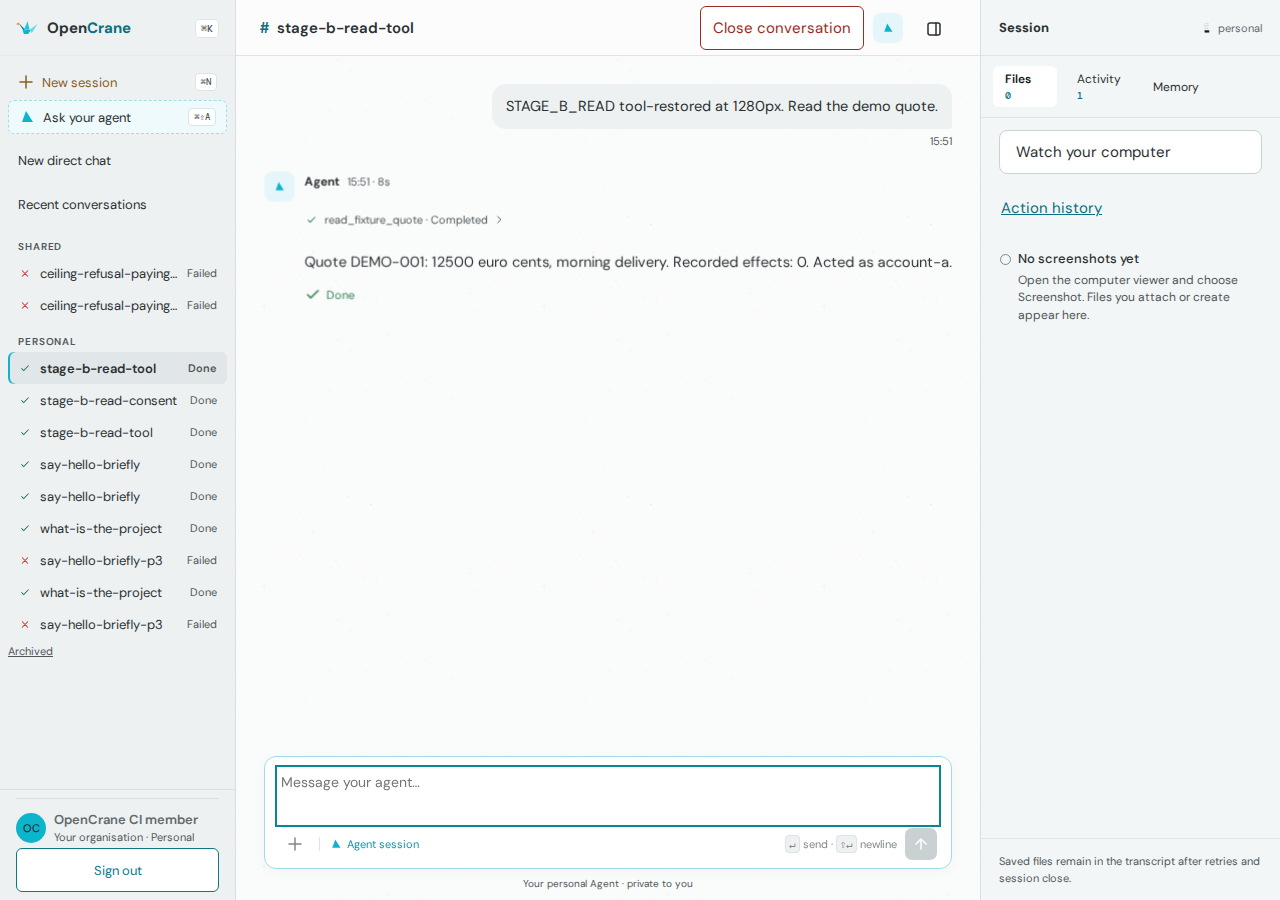 OpenCrane
⌘K
New session
⌘N
Ask your agent
⌘⇧A
New direct chat
Recent conversations
SHARED
ceiling-refusal-paying... Failed
ceiling-refusal-paying... Failed
PERSONAL
stage-b-read-tool Done
stage-b-read-consent Done
stage-b-read-tool Done
say-hello-briefly Done
say-hello-briefly Done
what-is-the-project Done
say-hello-briefly-p3 Failed
what-is-the-project Done
say-hello-briefly-p3 Failed
Archived
OC
OpenCrane CI member
Your organisation · Personal
Sign out
# stage-b-read-tool
Close conversation
STAGE_B_READ tool-restored at 1280px. Read the demo quote.
15:51
Agent 15:51 · 8s
read_fixture_quote · Completed
Quote DEMO-001: 12500 euro cents, morning delivery. Recorded effects: 0. Acted as account-a.
Done
Message your agent...
Agent session
↵ send · ⇧↵ newline
Your personal Agent · private to you
Session
personal
Files
0
Activity
1
Memory
Watch your computer
Action history
No screenshots yet
Open the computer viewer and choose
Screenshot. Files you attach or create
appear here.
Saved files remain in the transcript after retries and
session close.